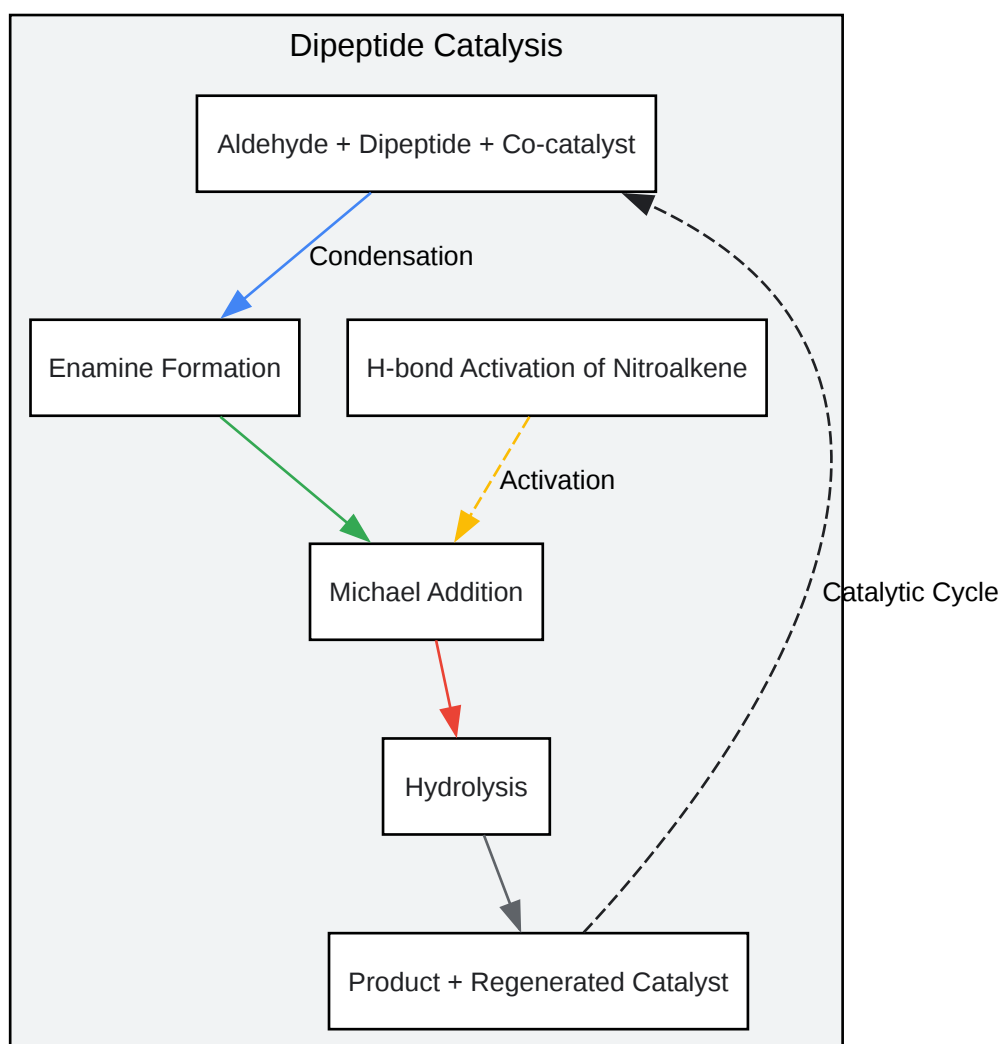 Dipeptide Catalysis
Aldehyde + Dipeptide + Co-catalyst
Condensation
Enamine Formation
H-bond Activation of Nitroalkene
Activation
Michael Addition
Catalytic Cycle
Hydrolysis
Product + Regenerated Catalyst